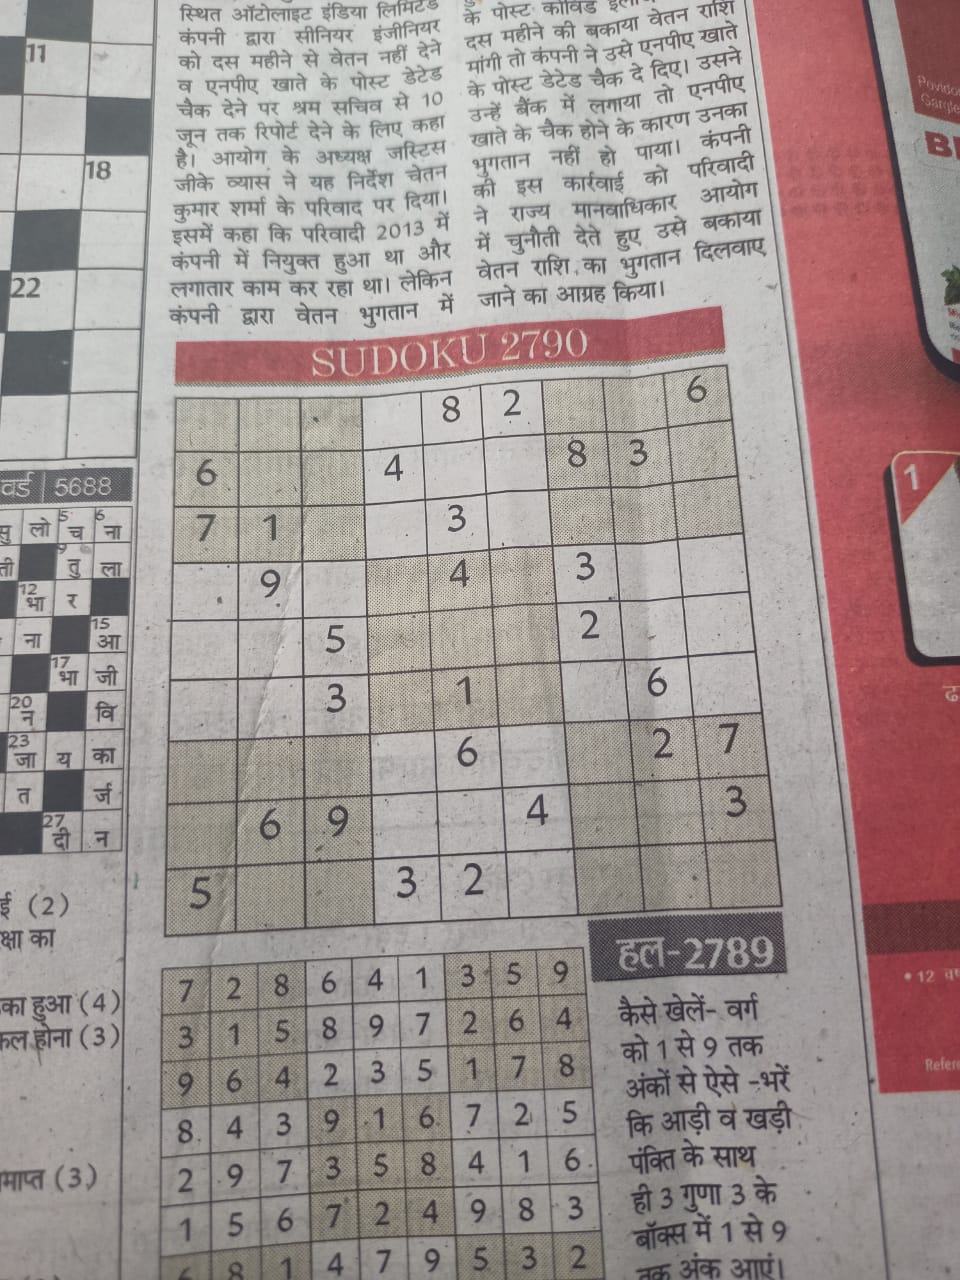 स्थित ऑटोलाइट इंडिया लिमिटेड
कंपनी द्वारा सीनियर इंजीनियर
को दस महीने से वेतन नहीं देने
व एनपीए खाते के पोस्ट डेटेड
चैक देने पर श्रम सचिव से 10
जून तक रिपोर्ट देने के लिए कहा
है। आयोग के अध्यक्ष जस्टिस
जीके व्यास ने यह निर्देश चेतन
कुमार शर्मा के परिवाद पर दिया।
इसमें कहा कि परिवादी 2013 में
कंपनी में नियुक्त हुआ था और
लगातार काम कर रहा था। लेकिन
कंपनी द्वारा वेतन भुगतान में
के पोस्ट कोविड
दस महीने की बकाया वेतन राशि
मांगी तो कंपनी ने उसे एनपीए खाते
के पोस्ट डेटेड चैक दे दिए। उसने
उन्हें बैंक में लगाया तो एनपीए
खाते के चैक होने के कारण उनका
भुगतान नहीं हो पाया। कंपनी
की इस कार्रवाई को परिवादी
ने राज्य मानवाधिकार आयोग
में चुनौती देते हुए उसे बकाया
वेतन राशि का भुगतान दिलवाए
जाने का आग्रह किया।
11
18
22
SUDOKU 2790
8 2 6
6 4 8 3
7 1 3
9 4 3
5 2
3 1 6
6 2 7
6 9 4 3
5 3 2
वर्ड 5688
सु लो 5 च 6 ना
ती 9 तु ला
12 भा र
ना 15 आ
17 भा जी
20 न वि
23 जा य का
त र्ज
27 दी न
ई (2)
क्षा का
का हुआ (4)
कल होना (3)
माप्त (3)
हल-2789
7 2 8 6 4 1 3 5 9
3 1 5 8 9 7 2 6 4
9 6 4 2 3 5 1 7 8
8 4 3 9 1 6 7 2 5
2 9 7 3 5 8 4 1 6
1 5 6 7 2 4 9 8 3
6 8 1 4 7 9 5 3 2
कैसे खेलें- वर्ग
को 1 से 9 तक
अंकों से ऐसे -भरें
कि आड़ी व खड़ी
पंक्ति के साथ
ही 3 गुणा 3 के
बॉक्स में 1 से 9
तक अंक आएं।
1
• 12